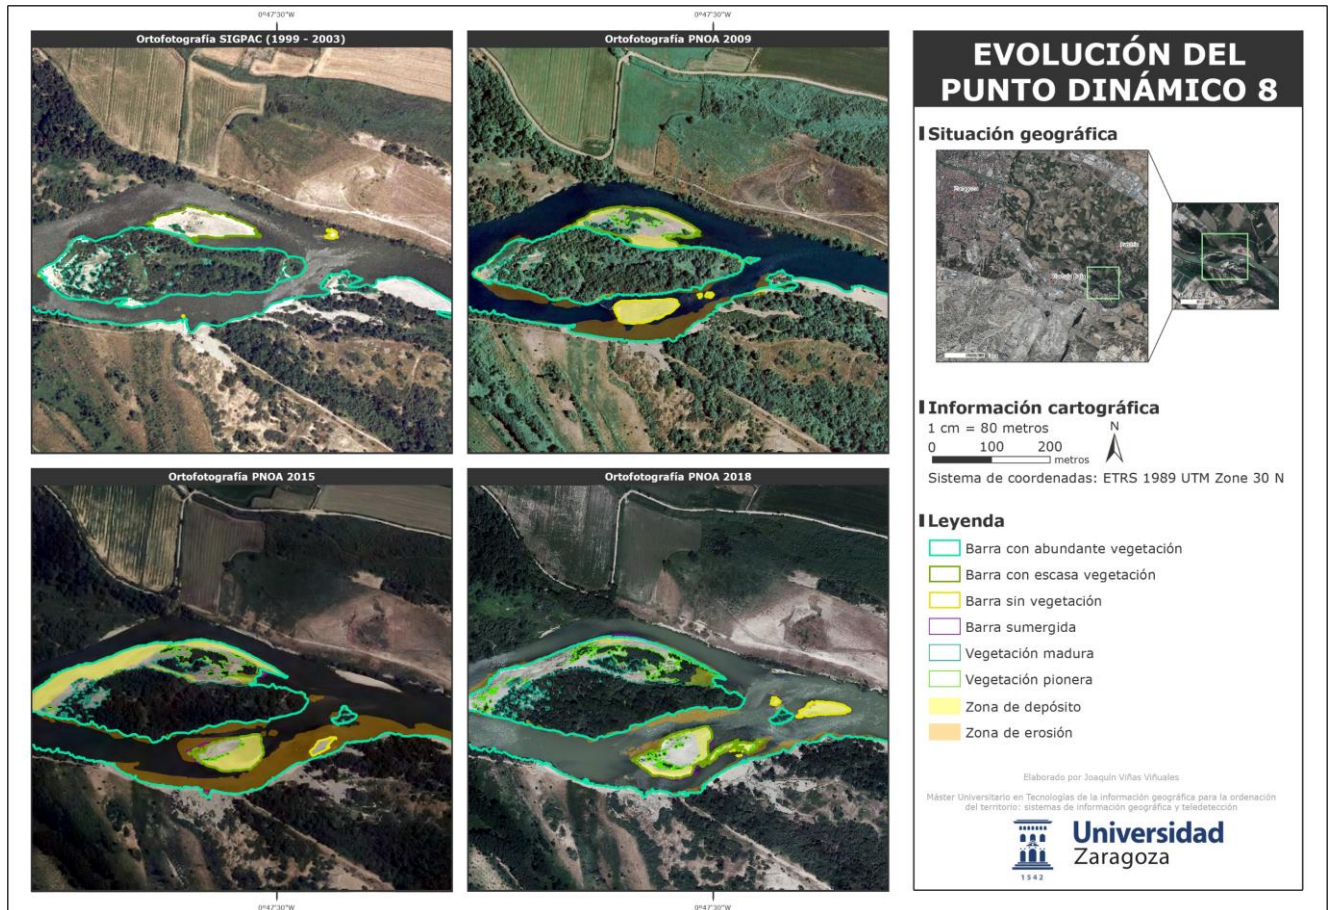 0°47'30"W
0°47'30"W
Ortofotografía SIGPAC (1999 - 2003)
Ortofotografía PNOA 2009
Ortofotografía PNOA 2015
Ortofotografía PNOA 2018
0°47'30"W
0°47'30"W
EVOLUCIÓN DEL
PUNTO DINÁMICO 8
Situación geográfica
Información cartográfica
1 cm = 80 metros
N
0 100 200
metros
Sistema de coordenadas: ETRS 1989 UTM Zone 30 N
Leyenda
Barra con abundante vegetación
Barra con escasa vegetación
Barra sin vegetación
Barra sumergida
Vegetación madura
Vegetación pionera
Zona de depósito
Zona de erosión
Elaborado por Joaquín Viñas Viñuales
Máster Universitario en Tecnologías de la información geográfica para la ordenación
del territorio: sistemas de información geográfica y teledetección
Universidad
Zaragoza
1542